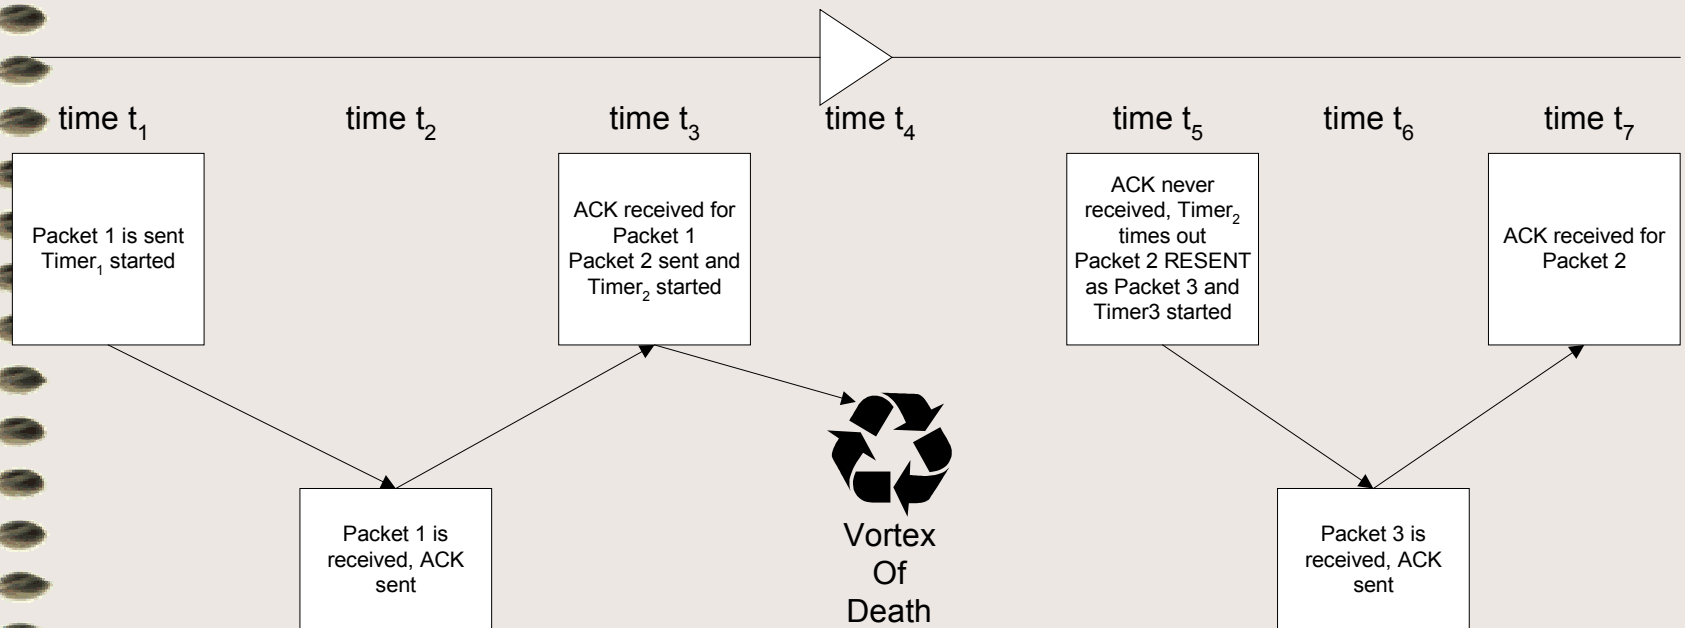 time t1
time t2
time t3
time t4
time t5
time t6
time t7
Packet 1 is sent
Timer1 started
ACK received for
Packet 1
Packet 2 sent and
Timer2 started
ACK never
received, Timer2
times out
Packet 2 RESENT
as Packet 3 and
Timer3 started
ACK received for
Packet 2
Packet 1 is
received, ACK
sent
Vortex
Of
Death
Packet 3 is
received, ACK
sent